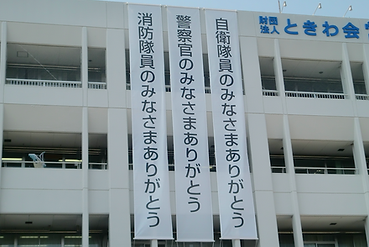 自衛隊員のみなさまありがとう
警察官のみなさまありがとう
消防隊員のみなさまありがとう
財団
法人
ときわ会